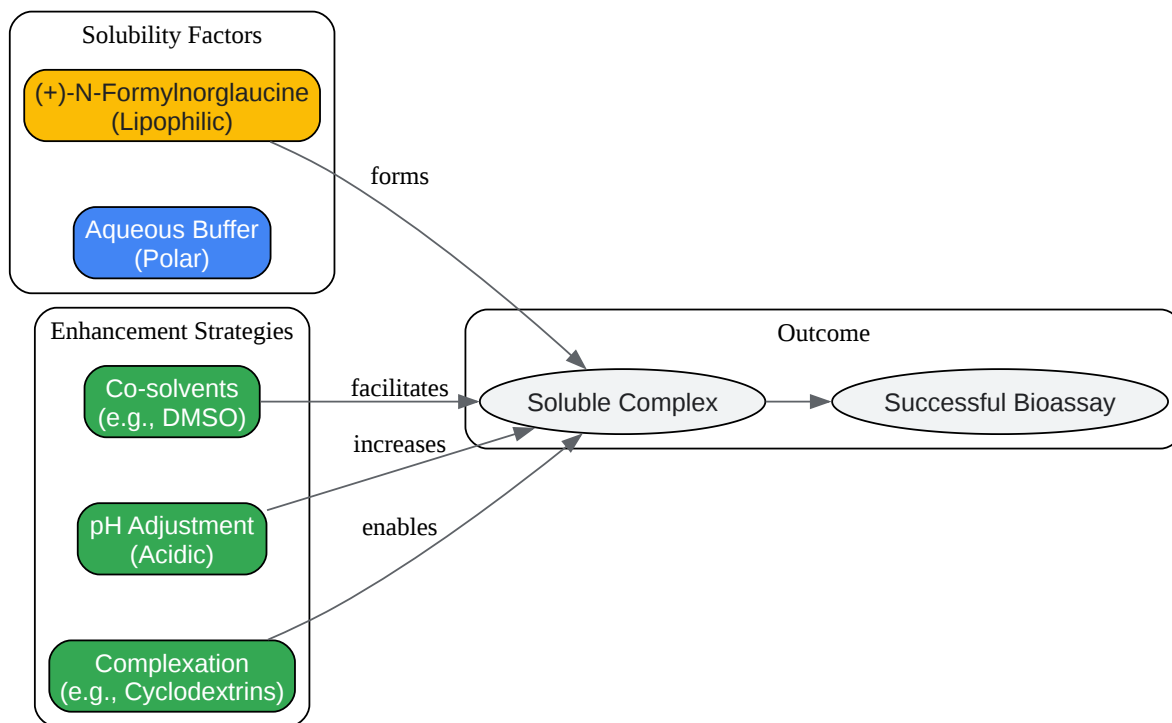 Solubility Factors
(+)-N-Formylnorglaucine
(Lipophilic)
forms
Aqueous Buffer
(Polar)
Enhancement Strategies
Co-solvents
(e.g., DMSO)
facilitates
pH Adjustment
(Acidic)
increases
Complexation
(e.g., Cyclodextrins)
enables
Outcome
Soluble Complex
Successful Bioassay